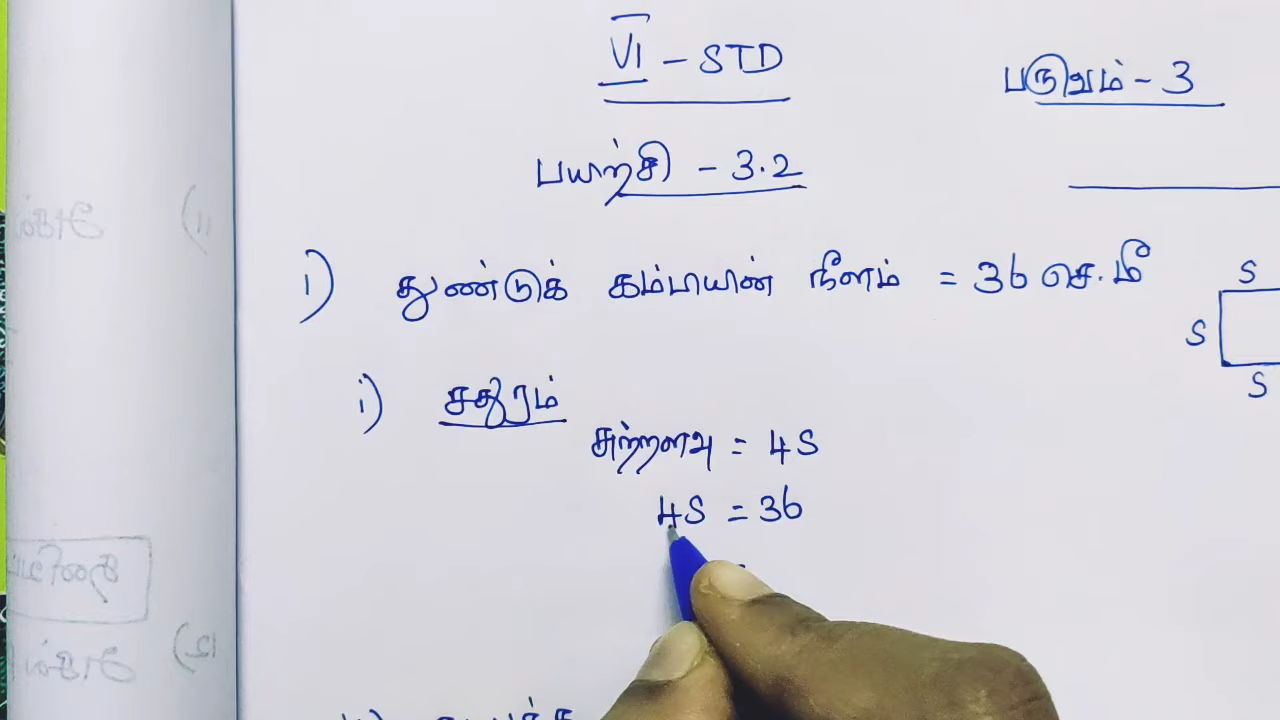 VI - STD
பருவம் - 3
பயிற்சி - 3.2
1) துண்டுக் கம்பியின் நீளம் = 36 செ.மீ
S
S
S
i) சதுரம்
சுற்றளவு = 4S
4S = 36